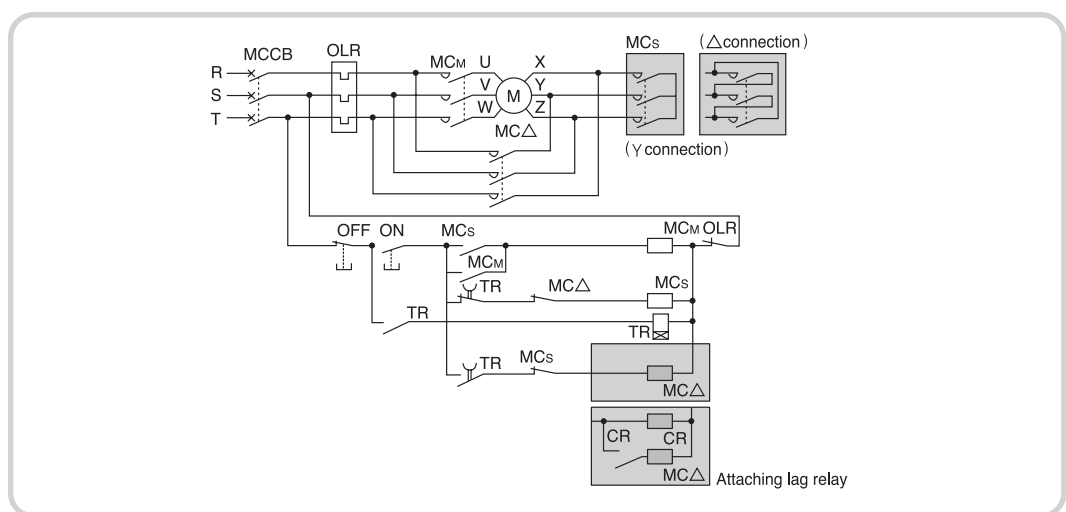 MCCB OLR MCM U X MCS (△connection)
R
S V M Y
T W Z
MC△
(Y connection)
OFF ON MCS MCM OLR
MCM
TR MC△ MCS
TR TR
TR MCS MC△
CR CR
MC△ Attaching lag relay